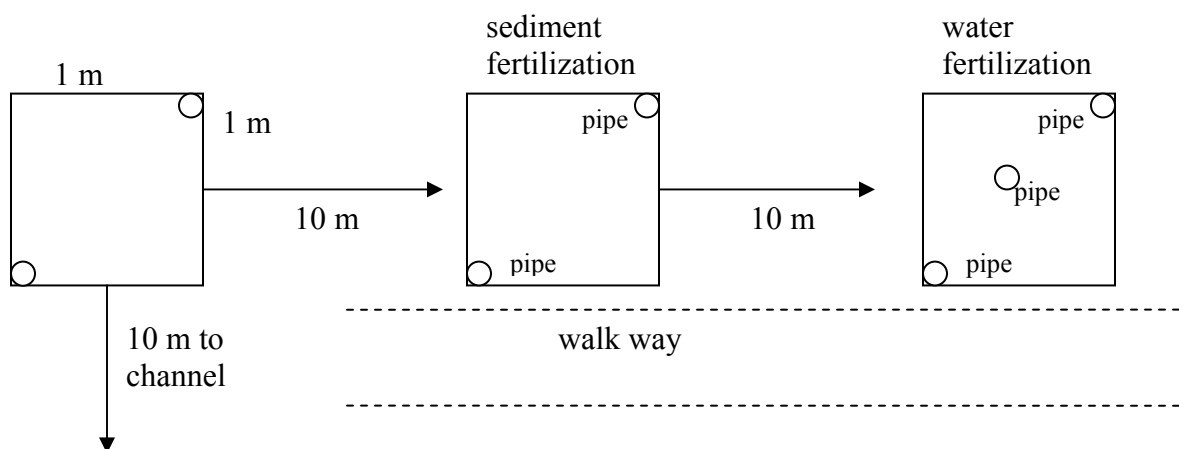 sediment
fertilization
water
fertilization
1 m
1 m
pipe
pipe
pipe
10 m
10 m
pipe
pipe
10 m to
channel
walk way